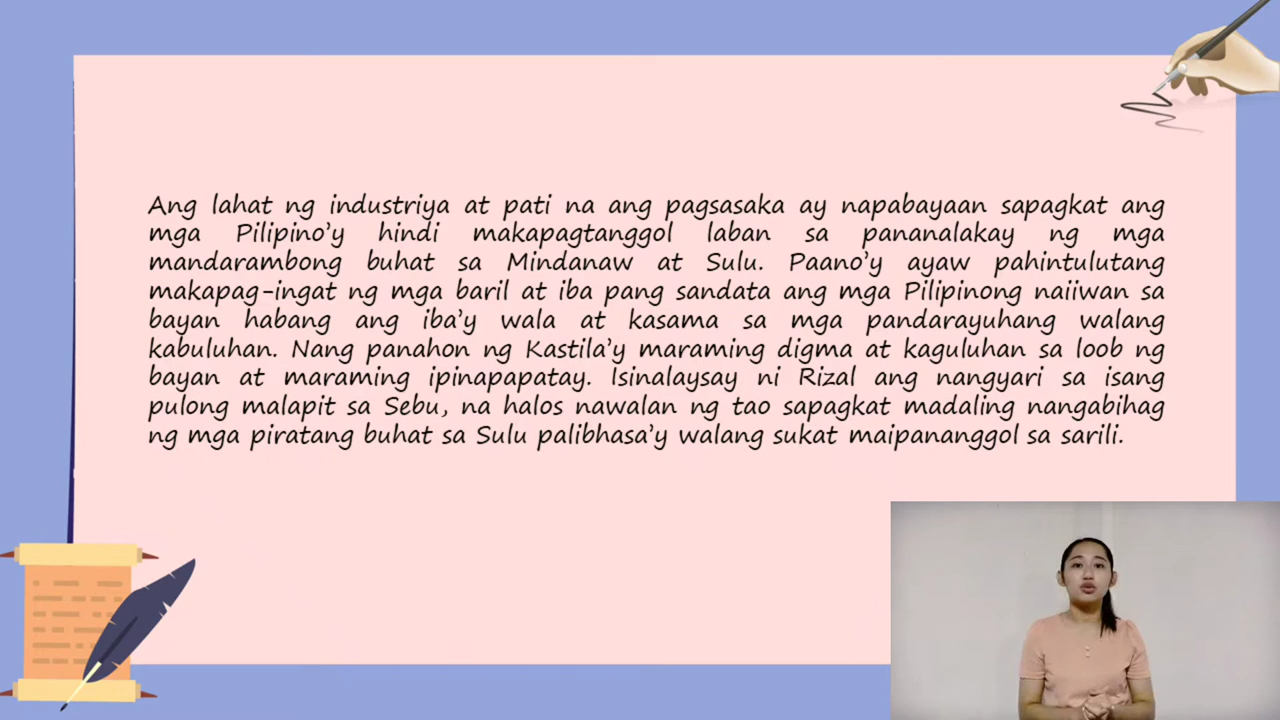 Ang lahat ng industriya at pati na ang pagsasaka ay napabayaan sapagkat ang
mga Pilipino'y hindi makapagtanggol laban sa pananalakay ng mga
mandarambong buhat sa Mindanaw at Sulu. Paano'y ayaw pahintulutang
makapag-ingat ng mga baril at iba pang sandata ang mga Pilipinong naiiwan sa
bayan habang ang iba'y wala at kasama sa mga pandarayuhang walang
kabuluhan. Nang panahon ng Kastila'y maraming digma at kaguluhan sa loob ng
bayan at maraming ipinapapatay. Isinalaysay ni Rizal ang nangyari sa isang
pulong malapit sa Sebu, na halos nawalan ng tao sapagkat madaling nangabihag
ng mga piratang buhat sa Sulu palibhasa'y walang sukat maipananggol sa sarili.